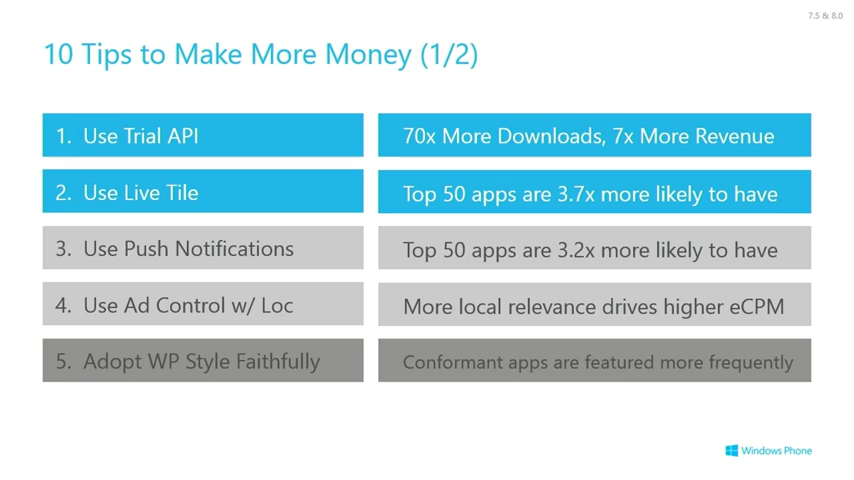 7.5 & 8.0
10 Tips to Make More Money (1/2)
1. Use Trial API
70x More Downloads, 7x More Revenue
2. Use Live Tile
Top 50 apps are 3.7x more likely to have
3. Use Push Notifications
Top 50 apps are 3.2x more likely to have
4. Use Ad Control w/ Loc
More local relevance drives higher eCPM
5. Adopt WP Style Faithfully
Conformant apps are featured more frequently
Windows Phone